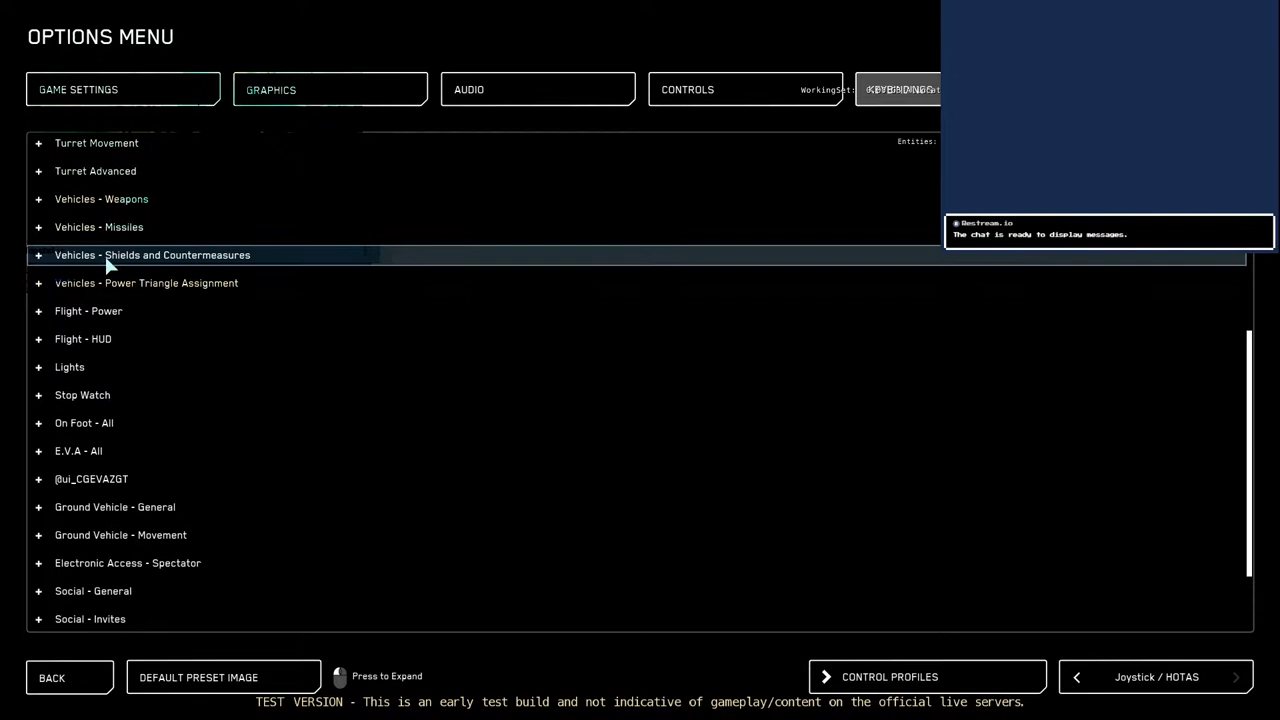 OPTIONS MENU
GAME SETTINGS
GRAPHICS
AUDIO
CONTROLS
WorkingSet:
KEYBINDINGS
Turret Movement
Entities:
Turret Advanced
Vehicles - Weapons
Vehicles - Missiles
Restream.io
The chat is ready to display messages.
Vehicles - Shields and Countermeasures
Vehicles - Power Triangle Assignment
Flight - Power
Flight - HUD
Lights
Stop Watch
On Foot - All
E.V.A - All
@ui_CGEVAZGT
Ground Vehicle - General
Ground Vehicle - Movement
Electronic Access - Spectator
Social - General
Social - Invites
BACK
DEFAULT PRESET IMAGE
Press to Expand
CONTROL PROFILES
Joystick / HOTAS
TEST VERSION - This is an early test build and not indicative of gameplay/content on the official live servers.